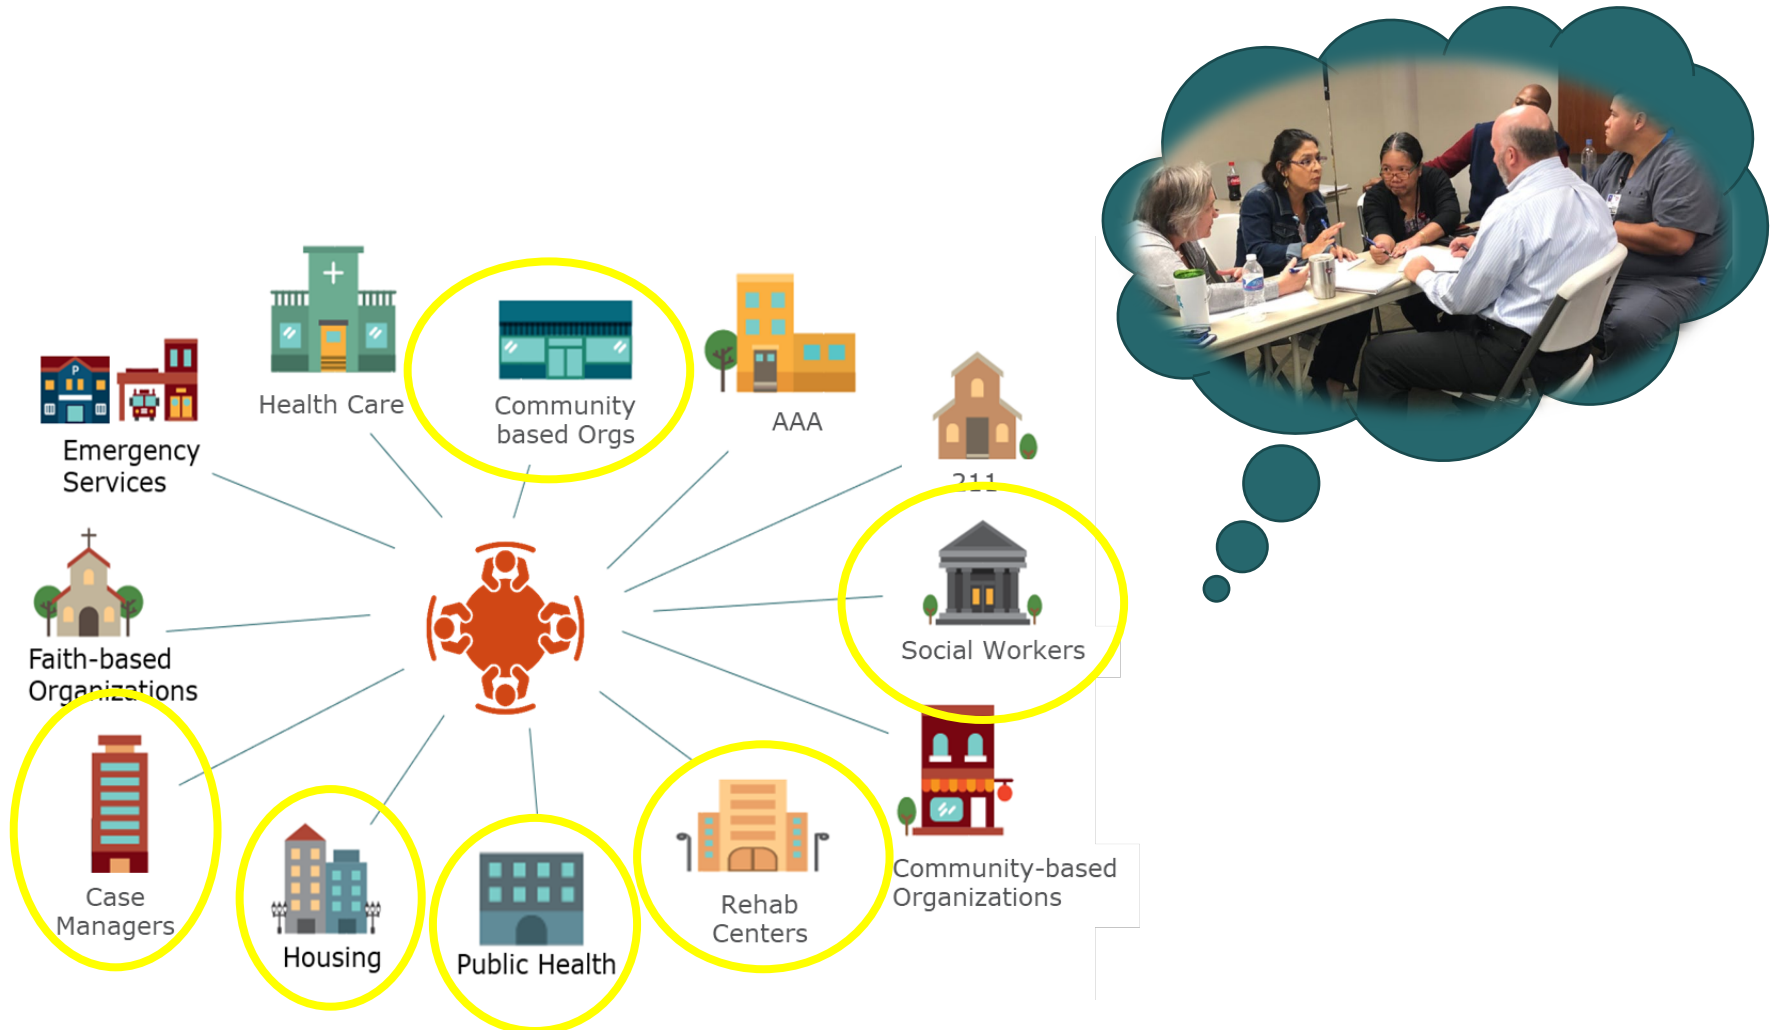 Health Care
Community
based Orgs
AAA
P
Emergency
Services
211
Faith-based
Organizations
Social Workers
Case
Managers
Housing
Public Health
Rehab
Centers
Community-based
Organizations